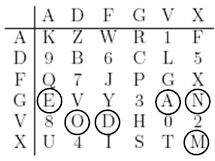 A D F G V X
A K Z W R 1 F
D 9 B 6 C L 5
F Q 7 J P G X
G E V Y 3 A N
V 8 O D H 0 2
X U 4 I S T M